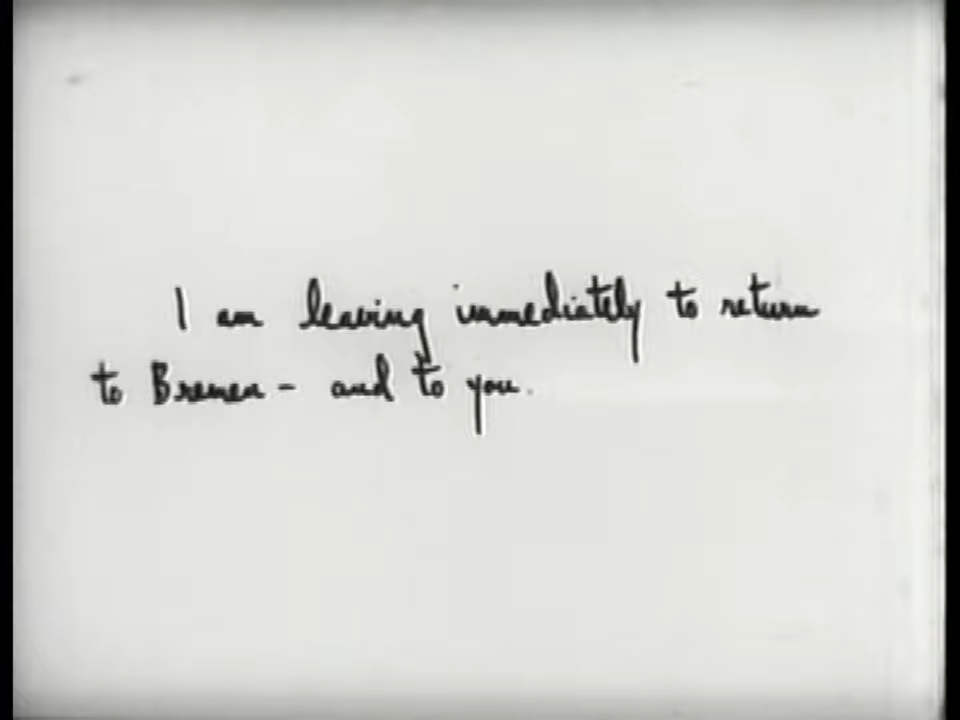 I am leaving immediately to return
to Bremen - and to you.